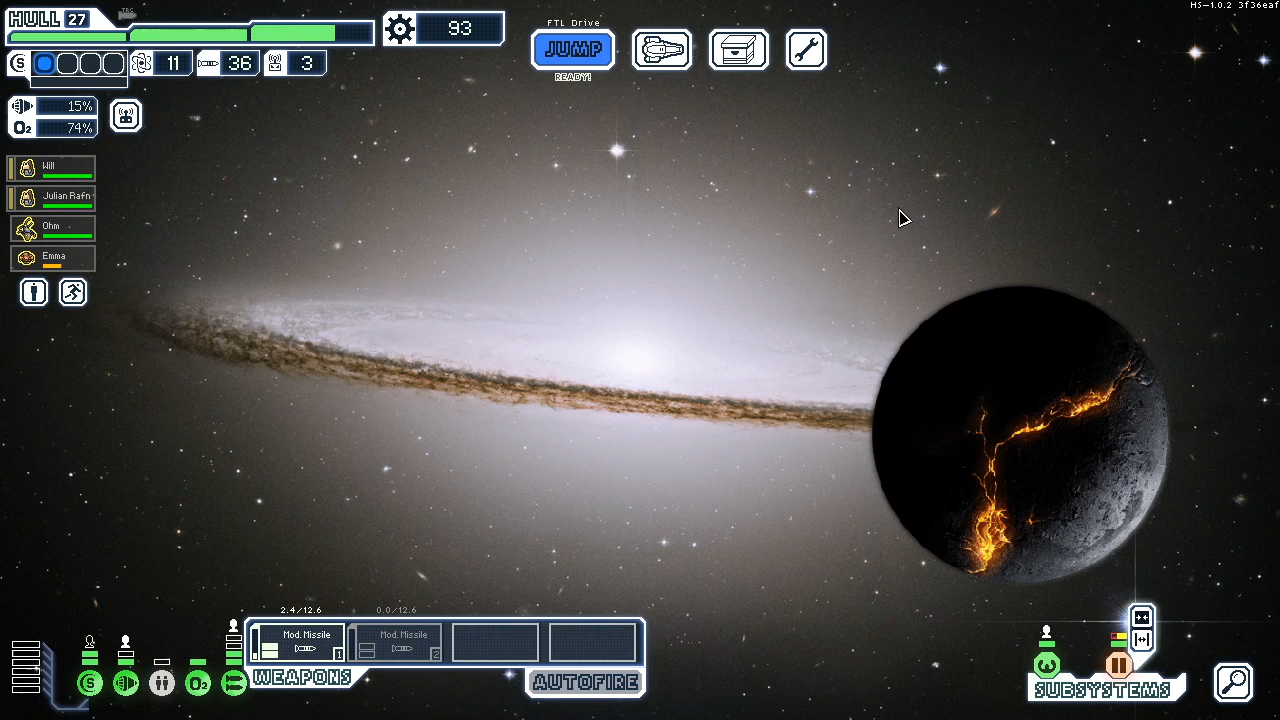 HULL 27
TBC
93
FTL Drive
JUMP
READY!
HS-1.0.2 3f36eaf
S
11
36
3
15%
O2 74%
Will
Julian Rafn
Ohm
Emma
2.4/12.6
0.0/12.6
Mod. Missile
1
Mod. Missile
2
S
O2
WEAPONS
AUTOFIRE
SUBSYSTEMS